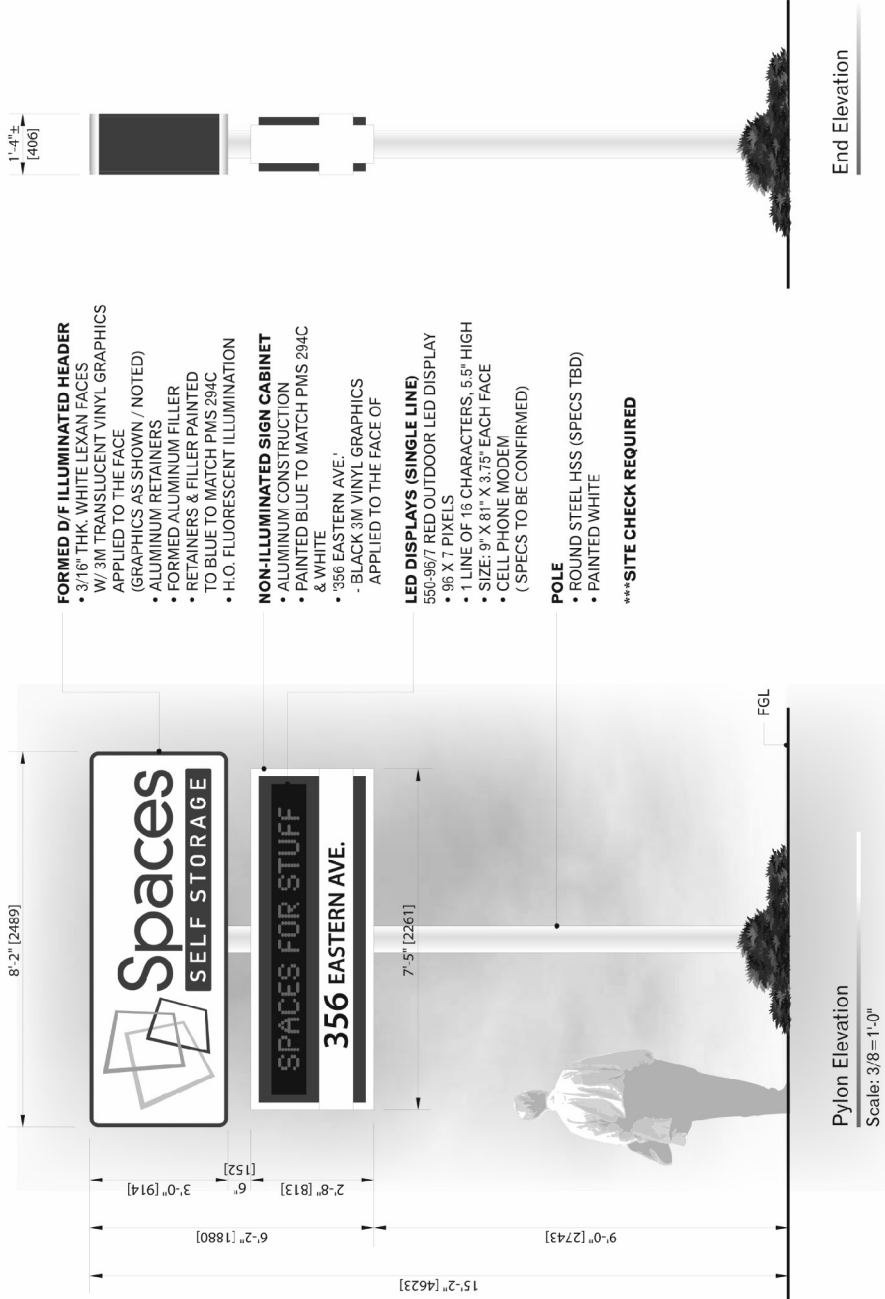 8'-2" [2489]
3'-0" [914]
6"
[152]
2'-8" [813]
6'-2" [1880]
9'-0" [2743]
15'-2" [4623]
Spaces
SELF STORAGE
SPACES FOR STUFF
356 EASTERN AVE.
7'-5" [2261]
FGL
Pylon Elevation
Scale: 3/8=1'-0"
FORMED D/F ILLUMINATED HEADER
• 3/16" THK. WHITE LEXAN FACES
W/ 3M TRANSLUCENT VINYL GRAPHICS
APPLIED TO THE FACE
(GRAPHICS AS SHOWN / NOTED)
• ALUMINUM RETAINERS
• FORMED ALUMINUM FILLER
• RETAINERS & FILLER PAINTED
TO BLUE TO MATCH PMS 294C
• H.O. FLUORESCENT ILLUMINATION
NON-ILLUMINATED SIGN CABINET
• ALUMINUM CONSTRUCTION
• PAINTED BLUE TO MATCH PMS 294C
& WHITE
• '356 EASTERN AVE.'
- BLACK 3M VINYL GRAPHICS
APPLIED TO THE FACE OF
LED DISPLAYS (SINGLE LINE)
550-96/7 RED OUTDOOR LED DISPLAY
• 96 X 7 PIXELS
• 1 LINE OF 16 CHARACTERS, 5.5" HIGH
• SIZE: 9" X 81" X 3.75" EACH FACE
• CELL PHONE MODEM
( SPECS TO BE CONFIRMED)
POLE
• ROUND STEEL HSS (SPECS TBD)
• PAINTED WHITE
***SITE CHECK REQUIRED
1'-4"±
[406]
End Elevation